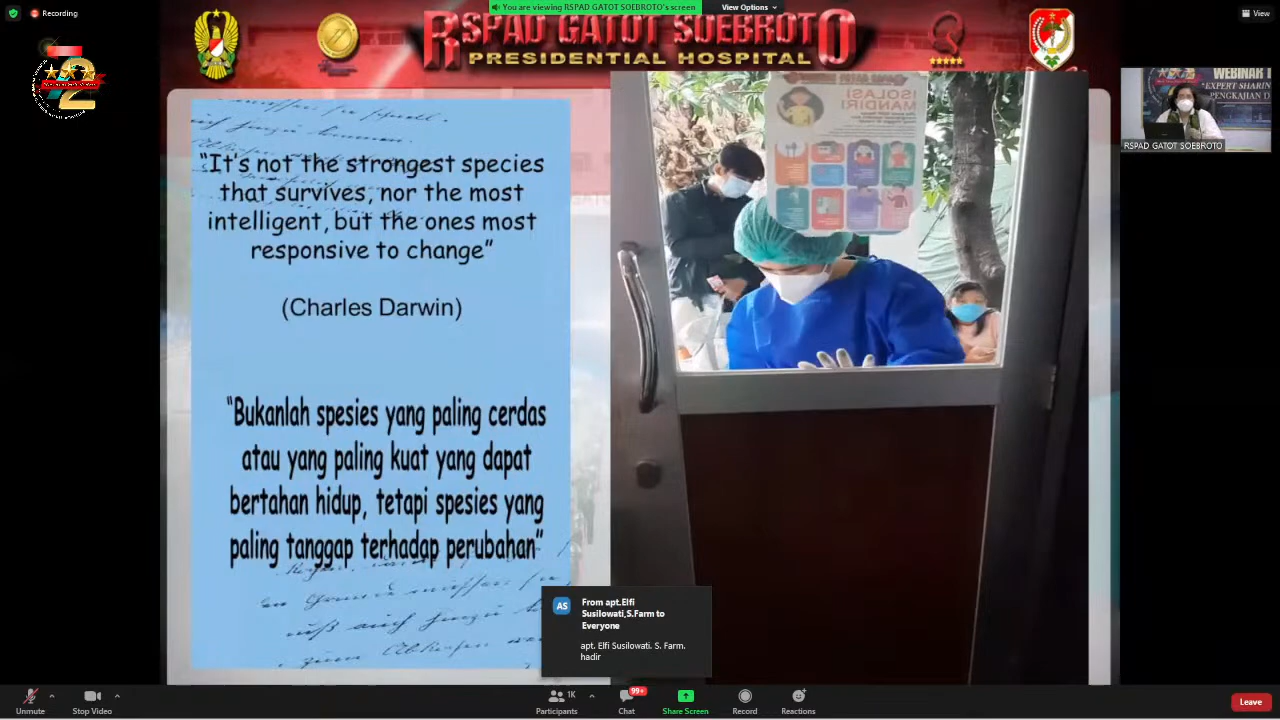 Recording
You are viewing RSPAD GATOT SOEBROTO's screen
View Options
View
RSPAD GATOT SOEBROTO
PRESIDENTIAL HOSPITAL
WEBINAR
"EXPERT SHARIN
PENGKAJIAN D
RSPAD GATOT SOEBROTO
"It's not the strongest species
that survives, nor the most
intelligent, but the ones most
responsive to change"
(Charles Darwin)
"Bukanlah spesies yang paling cerdas
atau yang paling kuat yang dapat
bertahan hidup, tetapi spesies yang
paling tanggap terhadap perubahan"
ISOLASI
MANDIRI
AS
From apt.Elfi
Susilowati,S.Farm to
Everyone
apt. Elfi Susilowati. S. Farm.
hadir
Unmute
Stop Video
1K
Participants
99+
Chat
Share Screen
Record
Reactions
Leave